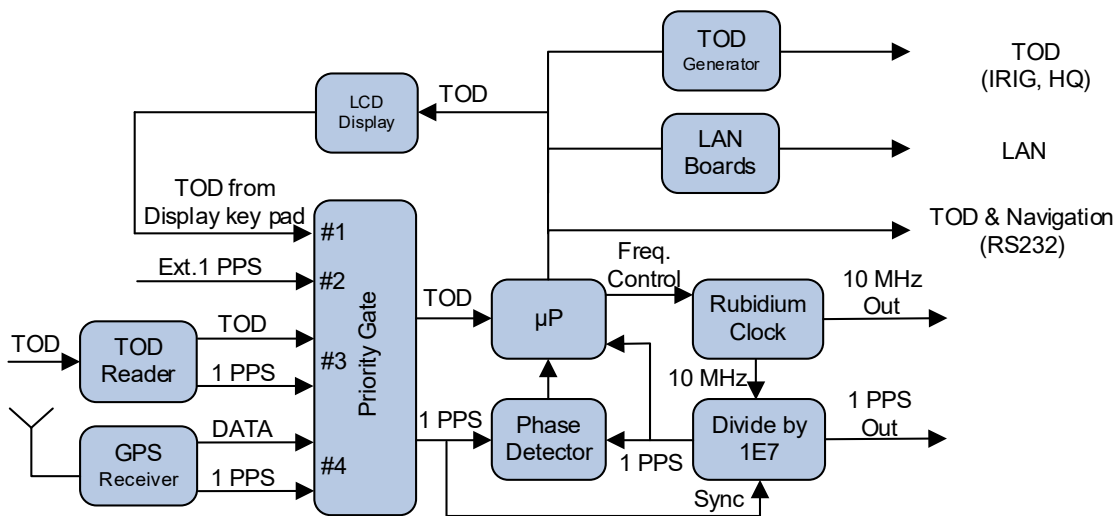 TOD
Generator
TOD
(IRIG, HQ)
LCD
Display
TOD
LAN
Boards
LAN
TOD from
Display key pad
#1
TOD & Navigation
(RS232)
Ext.1 PPS
#2
Freq.
Control
10 MHz
Out
TOD
µP
Rubidium
Clock
Priority Gate
TOD
TOD
Reader
TOD
1 PPS
#3
10 MHz
1 PPS
Phase
Detector
1 PPS
Divide by
1E7
1 PPS
Out
GPS
Receiver
DATA
1 PPS
#4
Sync